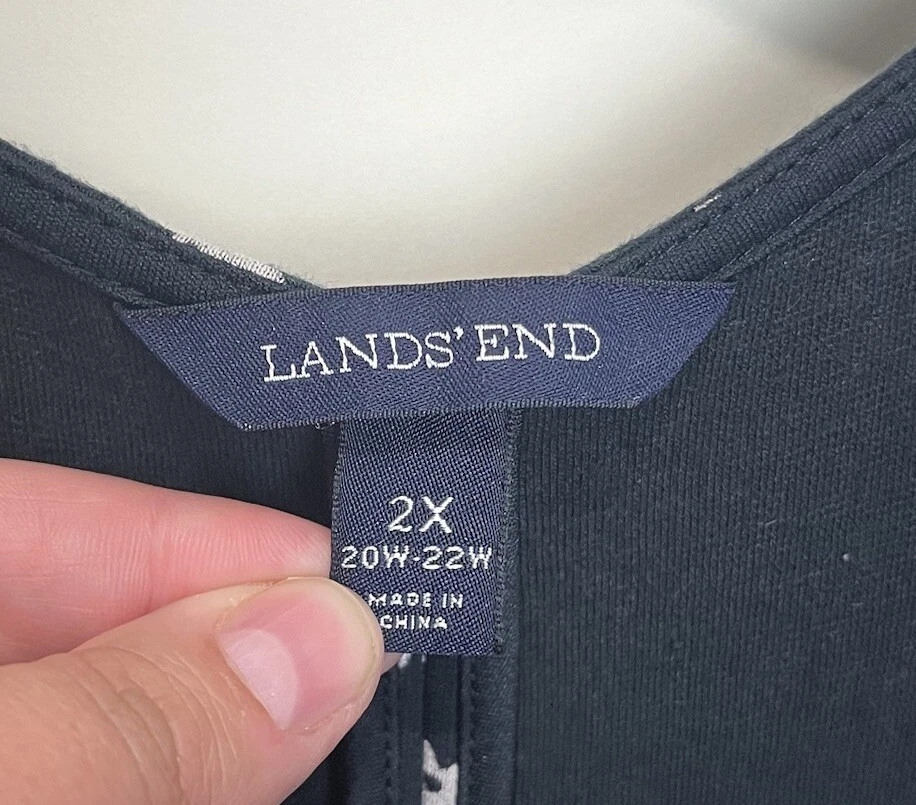 LANDS' END
2X
20W-22W
MADE IN
CHINA